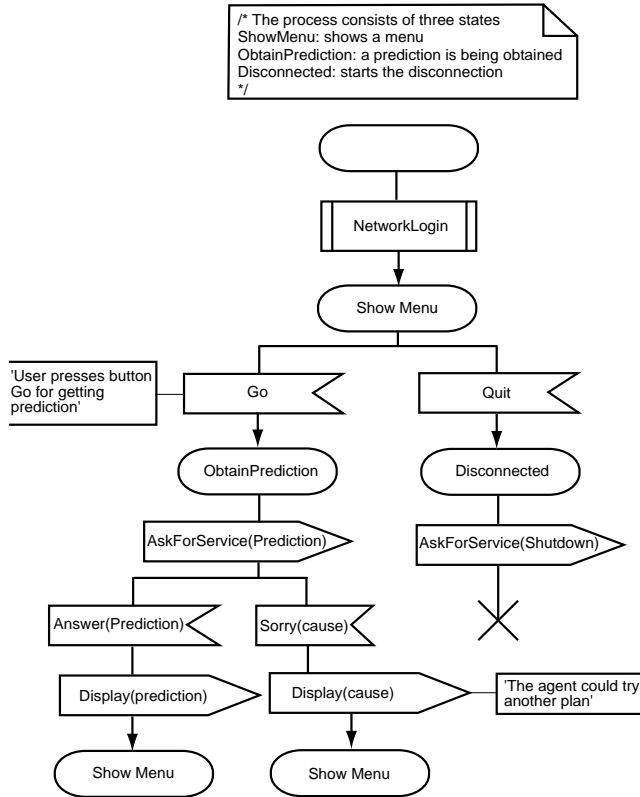 /* The process consists of three states
ShowMenu: shows a menu
ObtainPrediction: a prediction is being obtained
Disconnected: starts the disconnection
*/
NetworkLogin
Show Menu
'User presses button
Go for getting
prediction'
Go
Quit
ObtainPrediction
Disconnected
AskForService(Prediction)
AskForService(Shutdown)
Answer(Prediction)
Sorry(cause)
Display(prediction)
Display(cause)
'The agent could try
another plan'
Show Menu
Show Menu